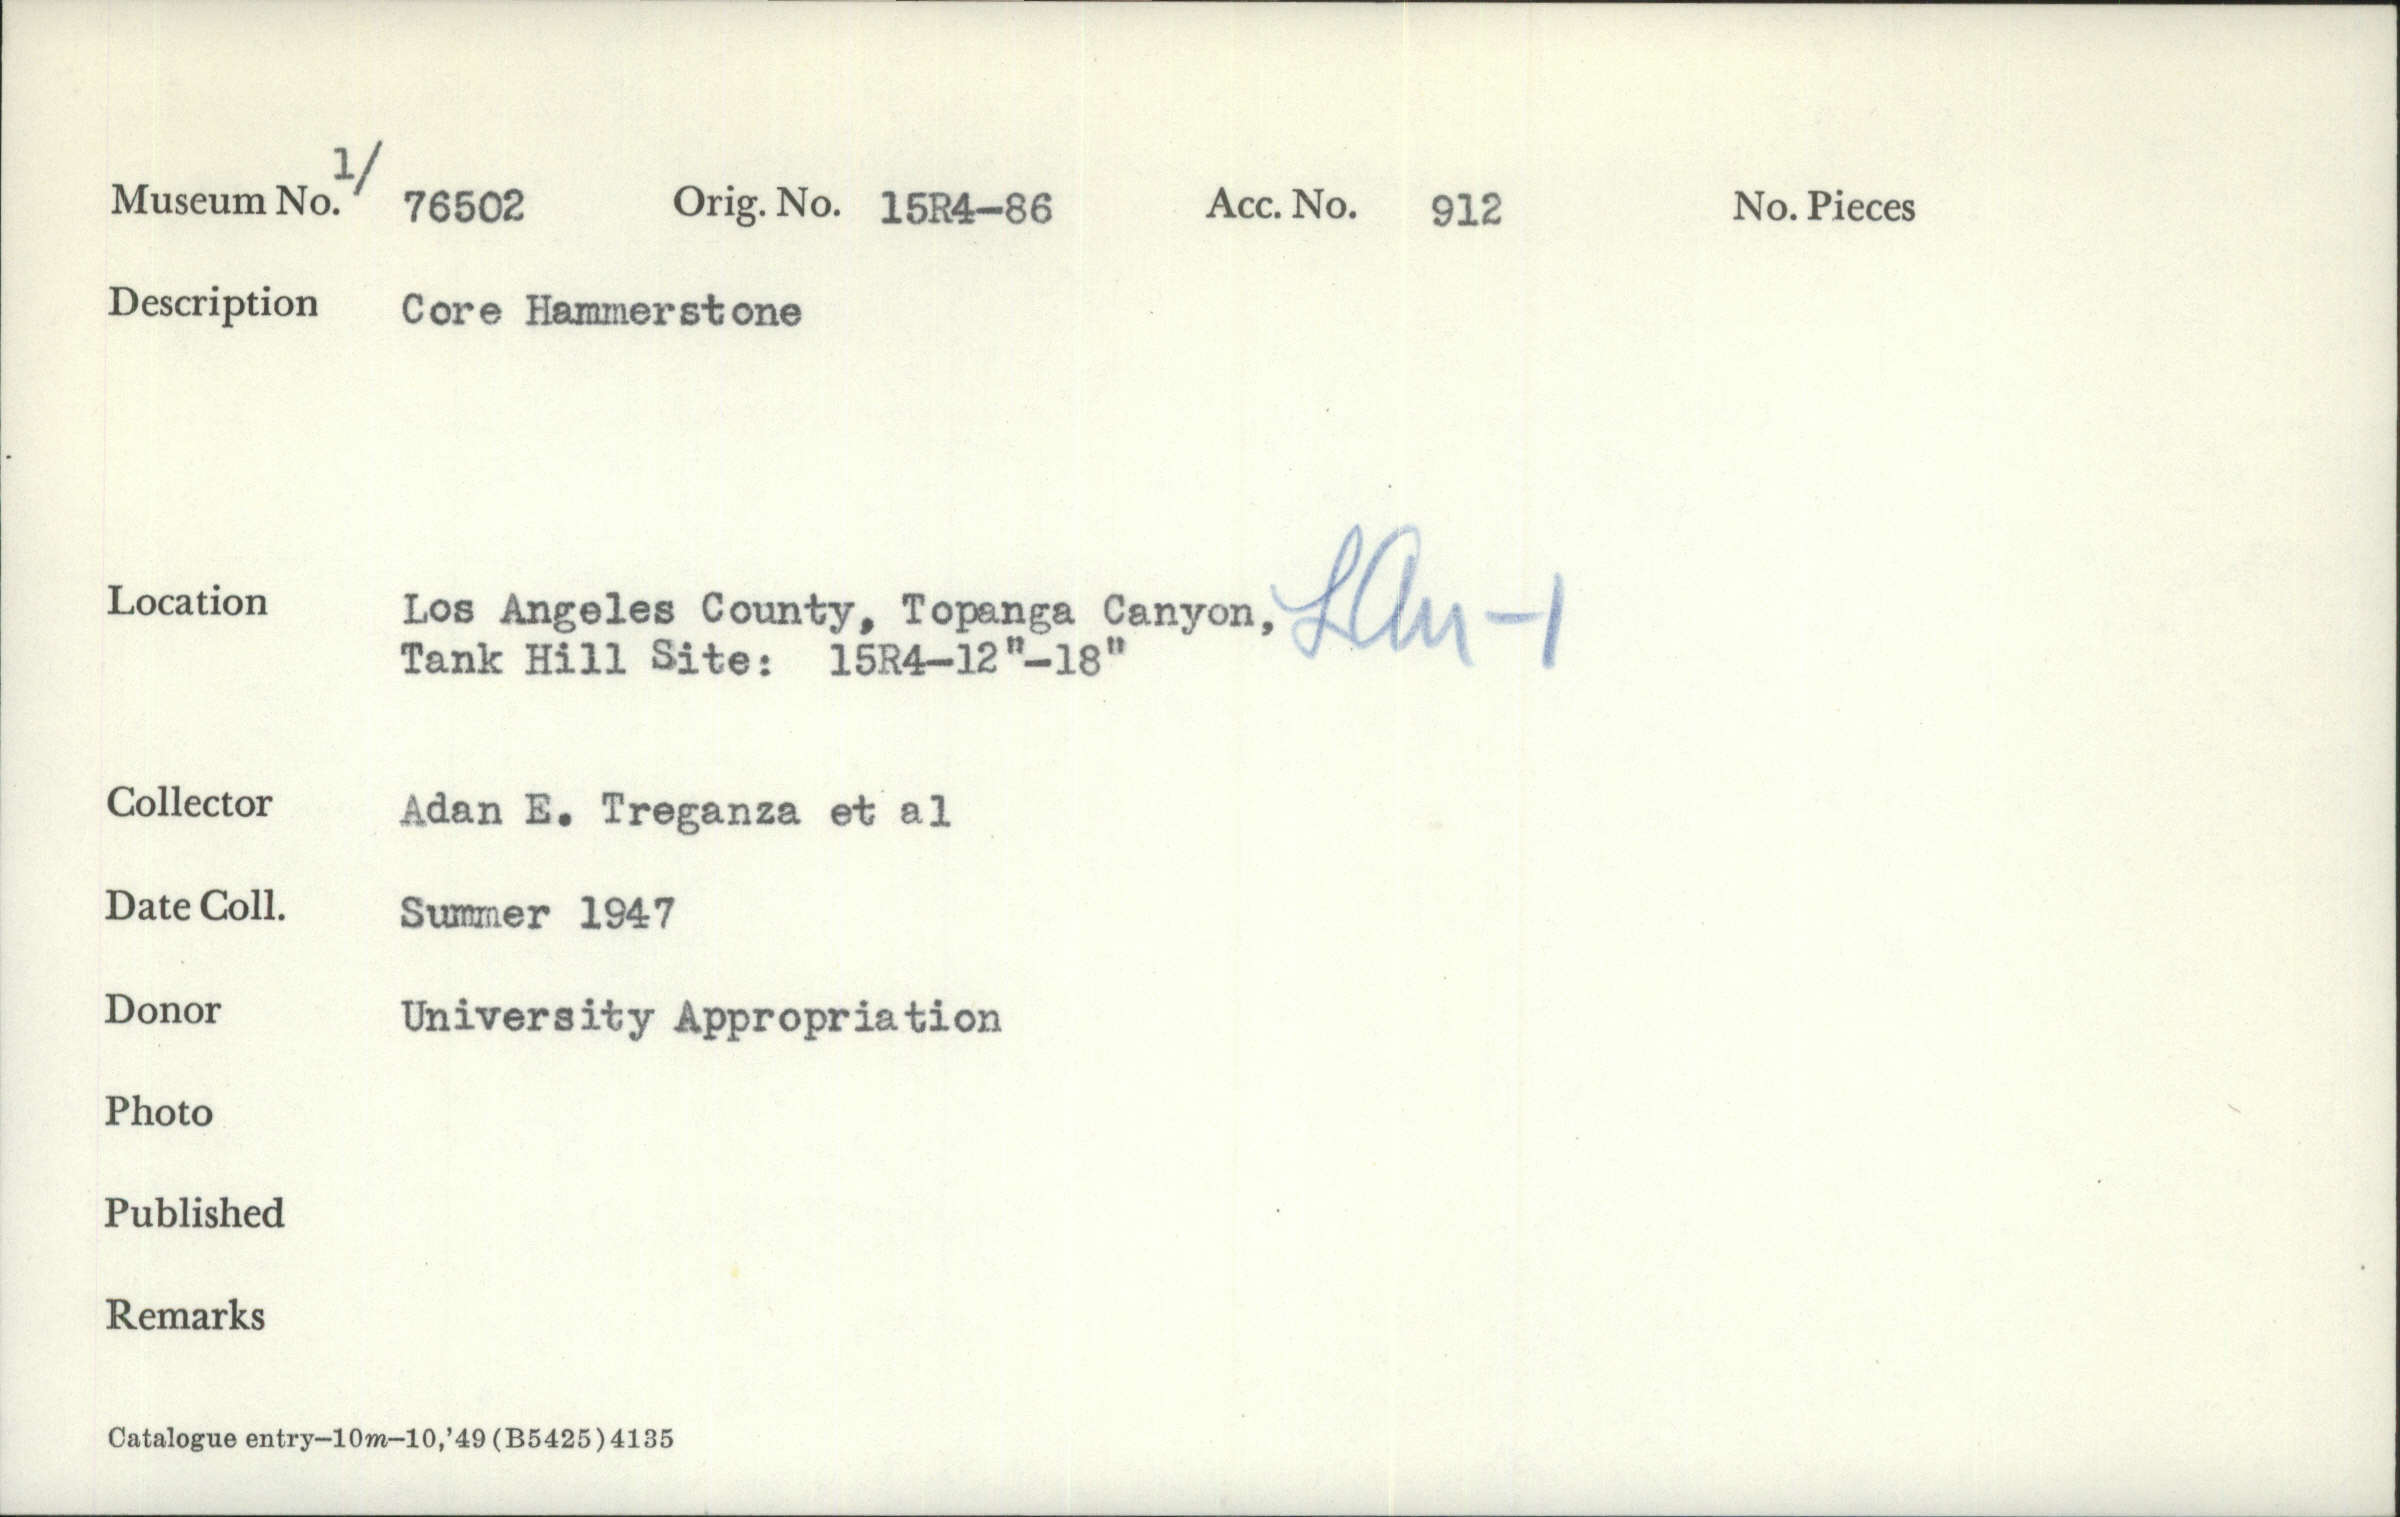 Museum No. 1/ 76502 Orig. No. 15R4-86 Acc. No. 912 No. Pieces
Description Core Hammerstone
Location Los Angeles County, Topanga Canyon, LAn-1
Tank Hill Site: 15R4-12"-18"
Collector Adan E. Treganza et al
Date Coll. Summer 1947
Donor University Appropriation
Photo
Published
Remarks
Catalogue entry—10m—10,'49 (B5425) 4135